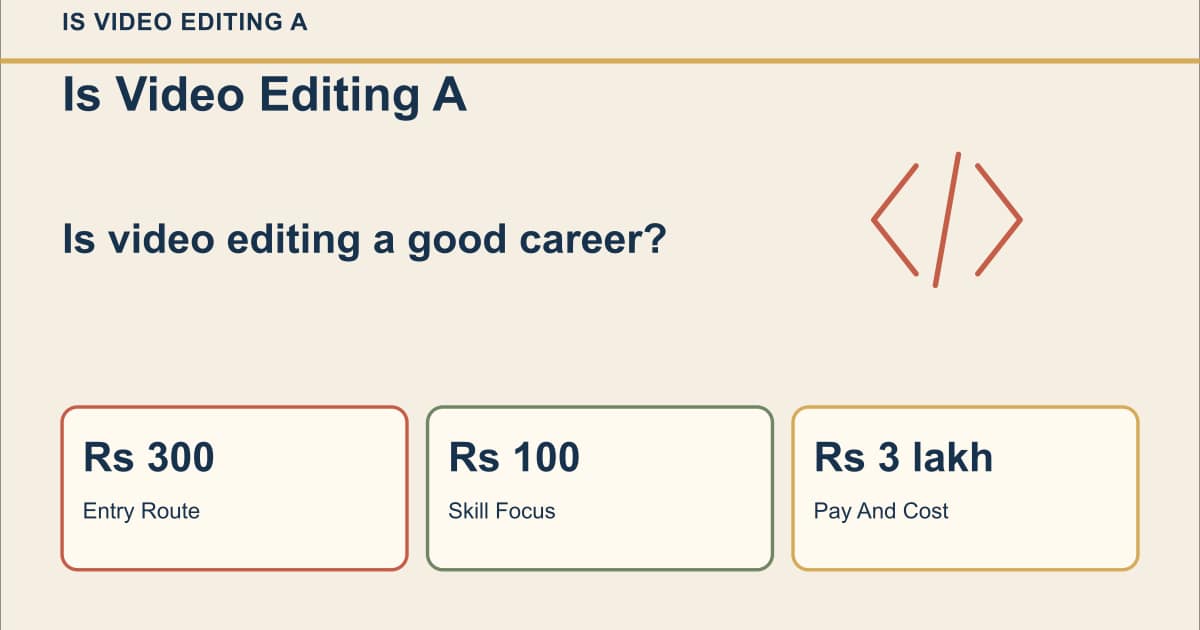 IS VIDEO EDITING A
Is Video Editing A
Is video editing a good career?
Rs 300
Entry Route
Rs 100
Skill Focus
Rs 3 lakh
Pay And Cost